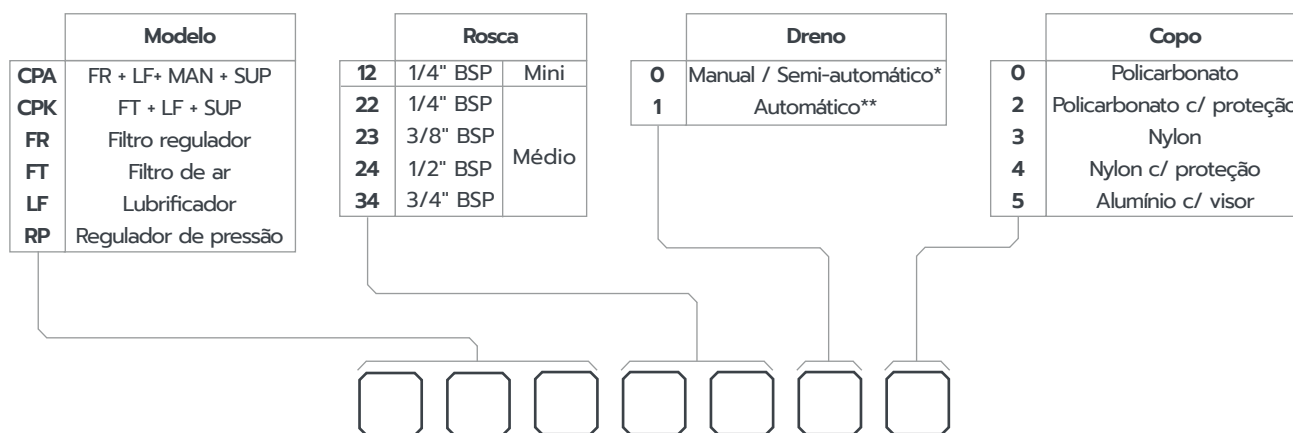 Modelo
CPA FR + LF+ MAN + SUP
CPK FT + LF + SUP
FR Filtro regulador
FT Filtro de ar
LF Lubrificador
RP Regulador de pressão
Rosca
12 1/4" BSP Mini
22 1/4" BSP
23 3/8" BSP
Médio
24 1/2" BSP
34 3/4" BSP
Dreno
0 Manual / Semi-automático*
1 Automático**
Copo
0 Policarbonato
2 Policarbonato c/ proteção
3 Nylon
4 Nylon c/ proteção
5 Alumínio c/ visor